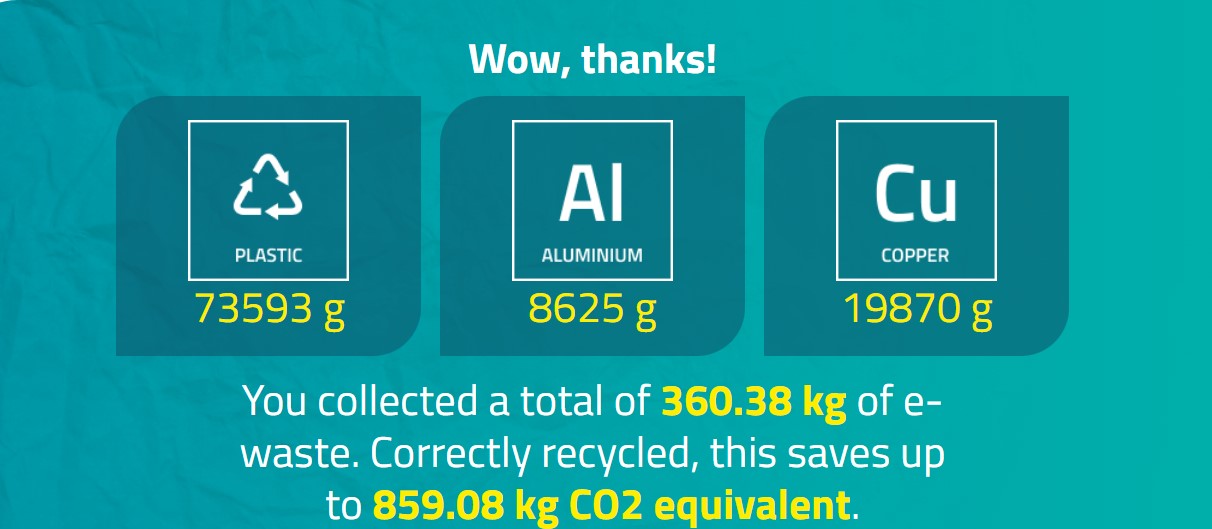 Wow, thanks!
PLASTIC
73593 g
Al
ALUMINIUM
8625 g
Cu
COPPER
19870 g
You collected a total of 360.38 kg of e-
waste. Correctly recycled, this saves up
to 859.08 kg CO2 equivalent.